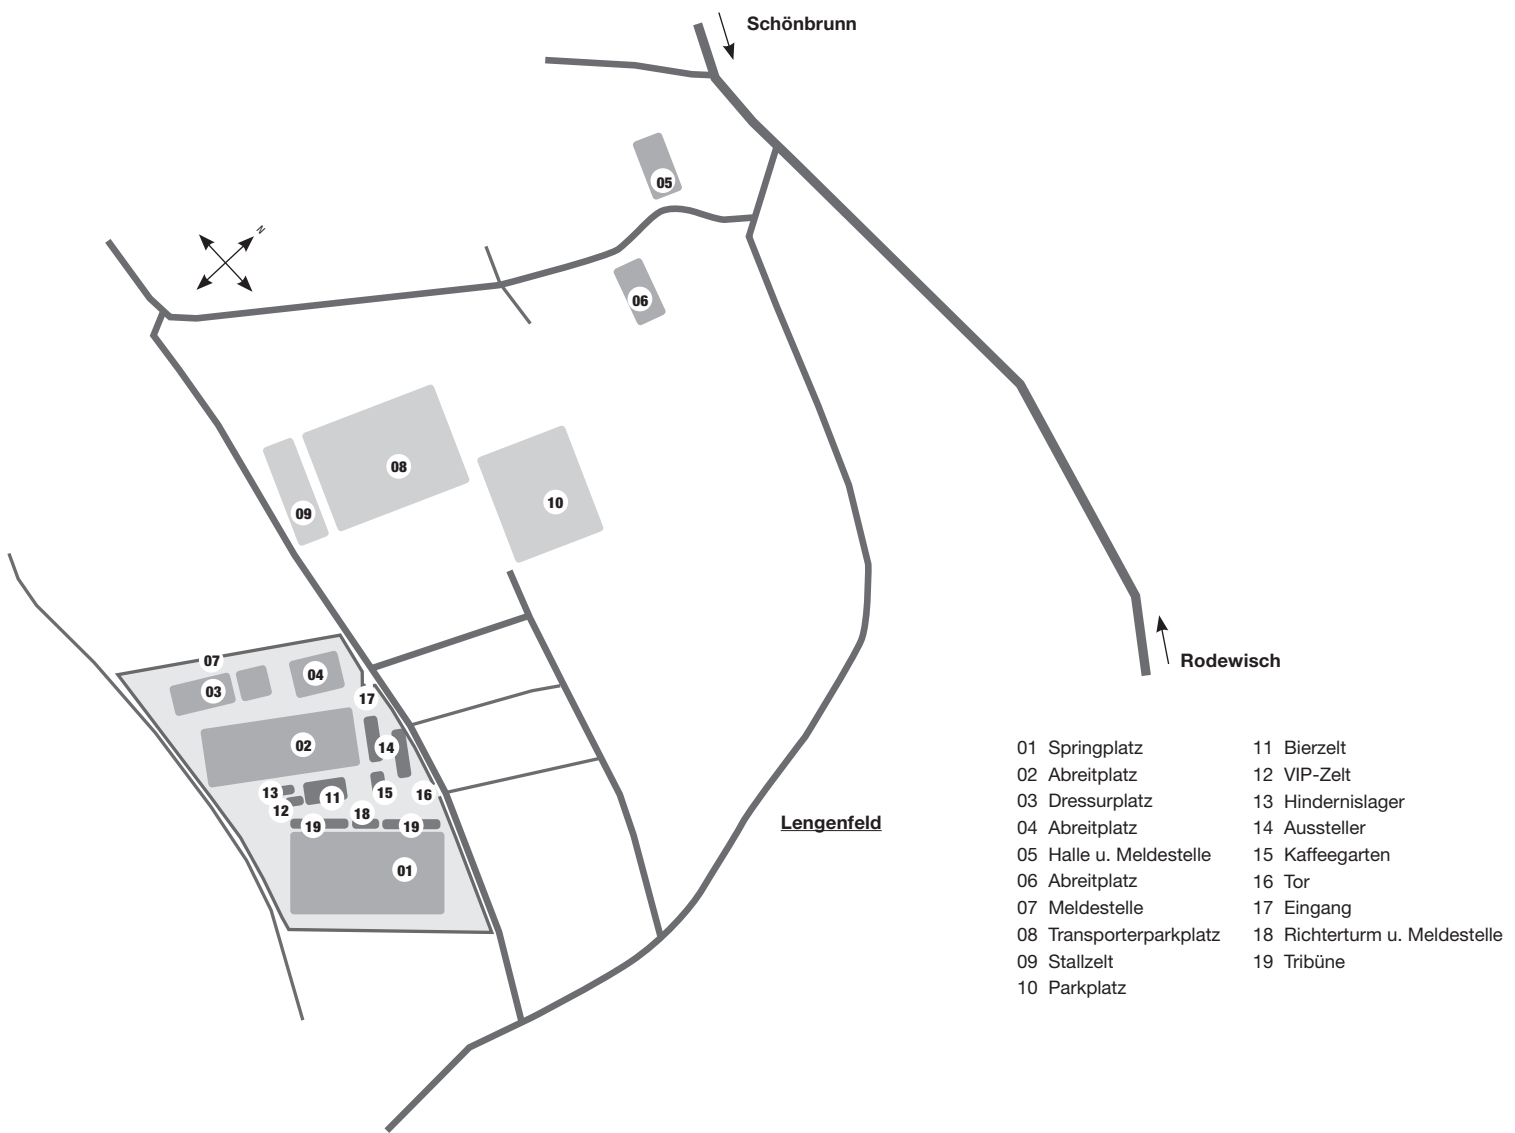 Schönbrunn
05
N
06
08
10
09
Rodewisch
07
04
03
17
02
14
13
15
16
11
12
18
19
19
01
Lengenfeld
01 Springplatz
02 Abreitplatz
03 Dressurplatz
04 Abreitplatz
05 Halle u. Meldestelle
06 Abreitplatz
07 Meldestelle
08 Transporterparkplatz
09 Stallzelt
10 Parkplatz
11 Bierzelt
12 VIP-Zelt
13 Hindernislager
14 Aussteller
15 Kaffeegarten
16 Tor
17 Eingang
18 Richterturm u. Meldestelle
19 Tribüne